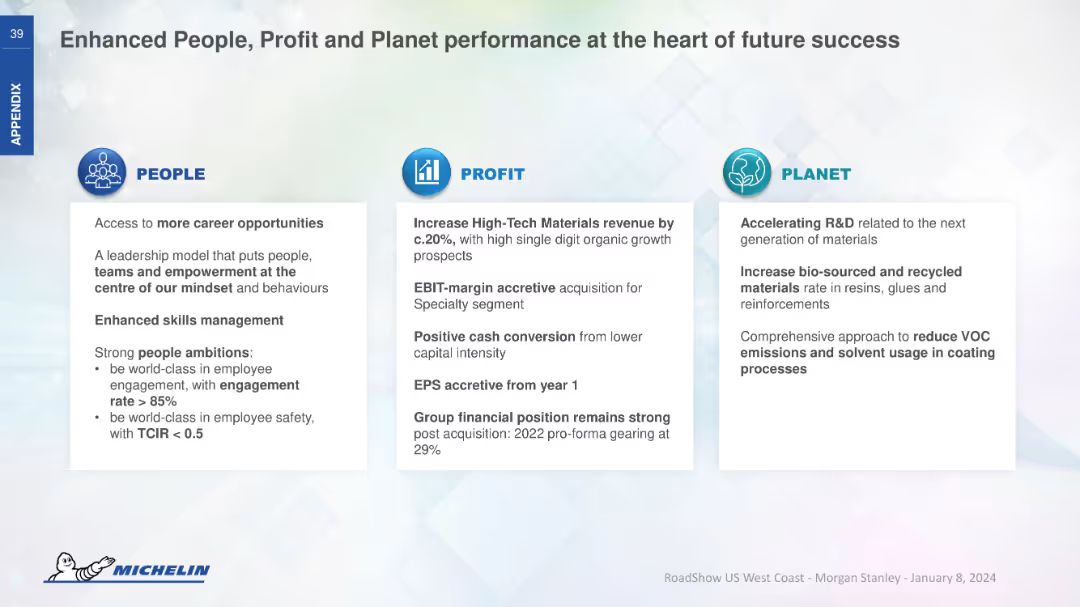 39
APPENDIX
Enhanced People, Profit and Planet performance at the heart of future success
PEOPLE
Access to more career opportunities
A leadership model that puts people,
teams and empowerment at the
centre of our mindset and behaviours
Enhanced skills management
Strong people ambitions:
• be world-class in employee
engagement, with engagement
rate > 85%
• be world-class in employee safety,
with TCIR < 0.5
PROFIT
Increase High-Tech Materials revenue by
c.20%, with high single digit organic growth
prospects
EBIT-margin accretive acquisition for
Specialty segment
Positive cash conversion from lower
capital intensity
EPS accretive from year 1
Group financial position remains strong
post acquisition: 2022 pro-forma gearing at
29%
PLANET
Accelerating R&D related to the next
generation of materials
Increase bio-sourced and recycled
materials rate in resins, glues and
reinforcements
Comprehensive approach to reduce VOC
emissions and solvent usage in coating
processes
MICHELIN
RoadShow US West Coast - Morgan Stanley - January 8, 2024